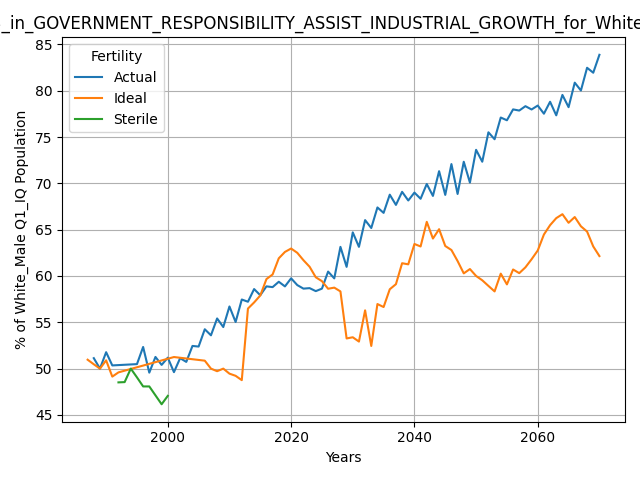 _in_GOVERNMENT_RESPONSIBILITY_ASSIST_INDUSTRIAL_GROWTH_for_White
85
80
75
70
65
60
55
50
45
% of White_Male Q1_IQ Population
Fertility
Actual
Ideal
Sterile
2000
2020
2040
2060
Years